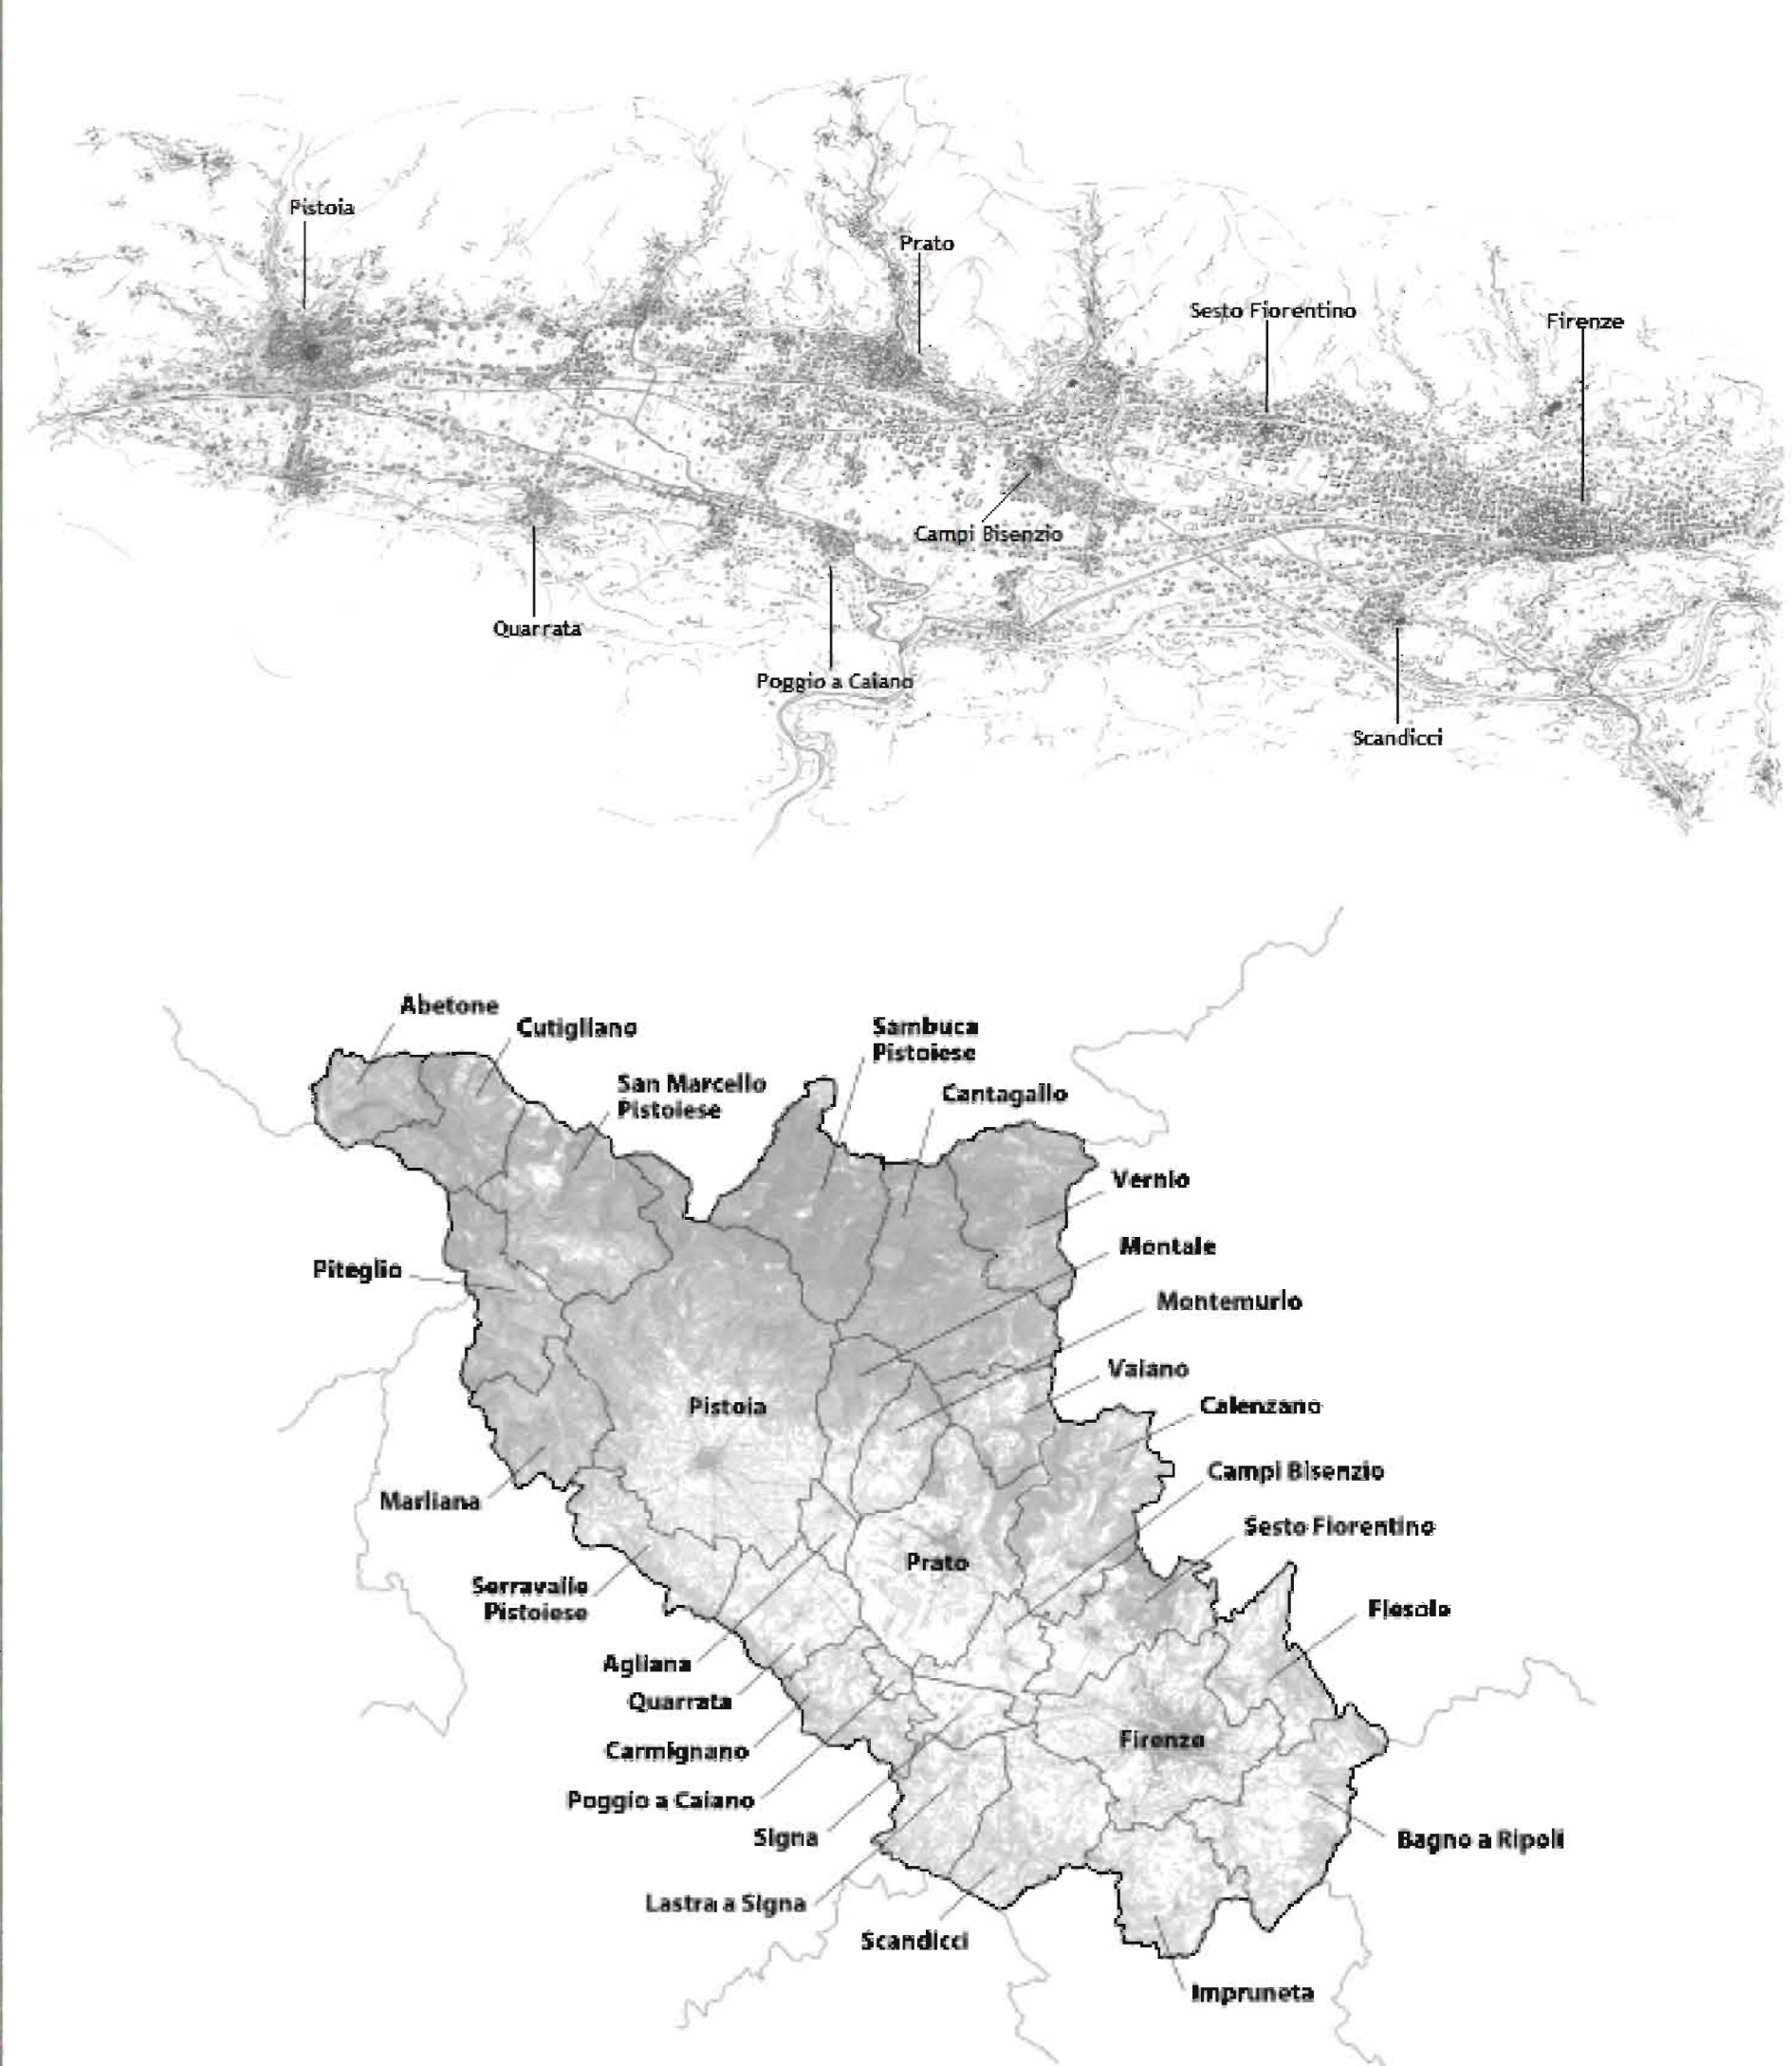 Pistoia
Prato
Sesto Fiorentino
Firenze
Campi Bisenzio
Quarrata
Poggio a Caiano
Scandicci
Abetone
Cutigliano
Sambuca
Pistoiese
San Marcello
Pistoiese
Cantagallo
Vernio
Montale
Piteglio
Montemurlo
Vaiano
Pistoia
Calenzano
Campi Bisenzio
Marliana
Sesto Fiorentino
Prato
Serravalle
Pistoiese
Fiesole
Agliana
Quarrata
Firenze
Carmignano
Poggio a Caiano
Signa
Bagno a Ripoli
Lastra a Signa
Scandicci
Impruneta